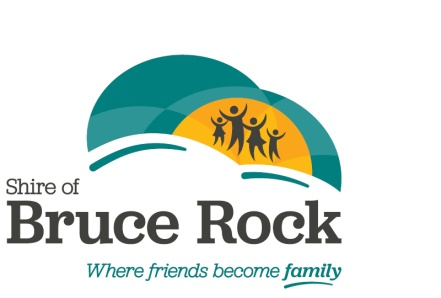 Shire of
Bruce Rock
Where friends become family